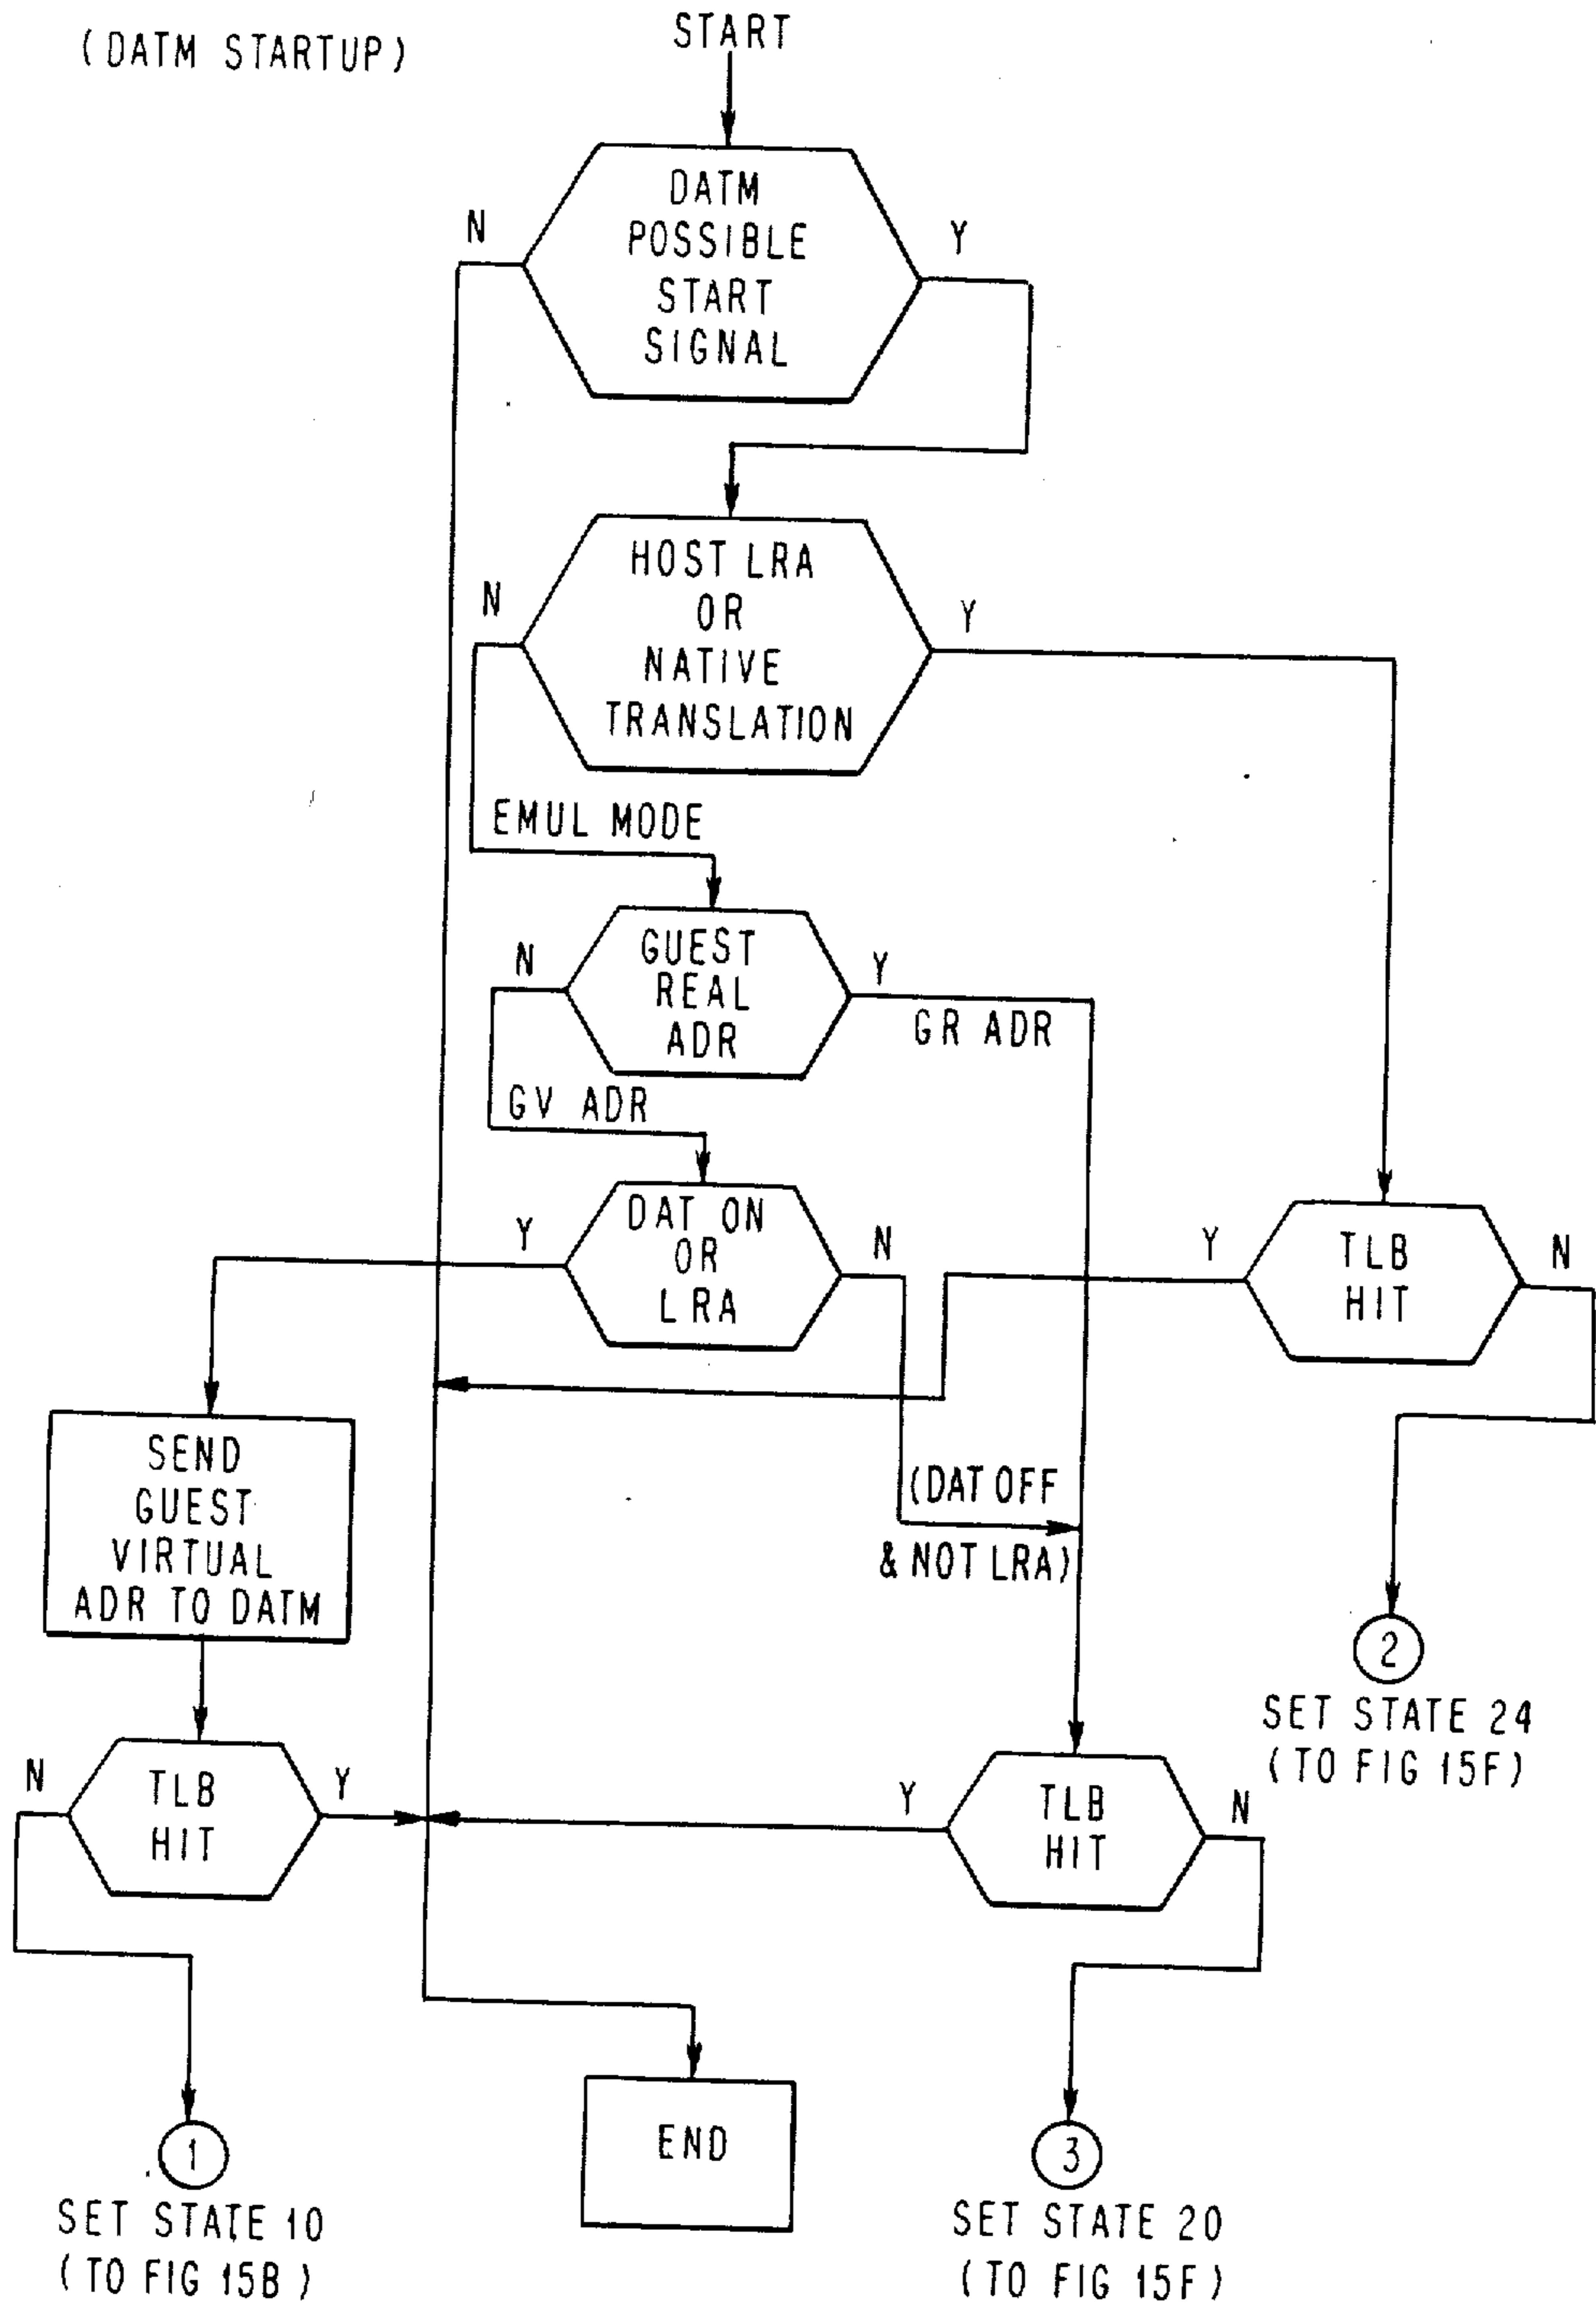 (DATM STARTUP)
START
DATM
POSSIBLE
START
SIGNAL
N
Y
HOST LRA
OR
NATIVE
TRANSLATION
N
Y
EMUL MODE
GUEST
REAL
ADR
N
Y
GR ADR
GV ADR
DAT ON
OR
LRA
Y
N
TLB
HIT
Y
N
SEND
GUEST
VIRTUAL
ADR TO DATM
(DAT OFF
& NOT LRA)
2
SET STATE 24
(TO FIG 15F)
TLB
HIT
N
Y
TLB
HIT
Y
N
1
SET STATE 10
(TO FIG 15B)
END
3
SET STATE 20
(TO FIG 15F)